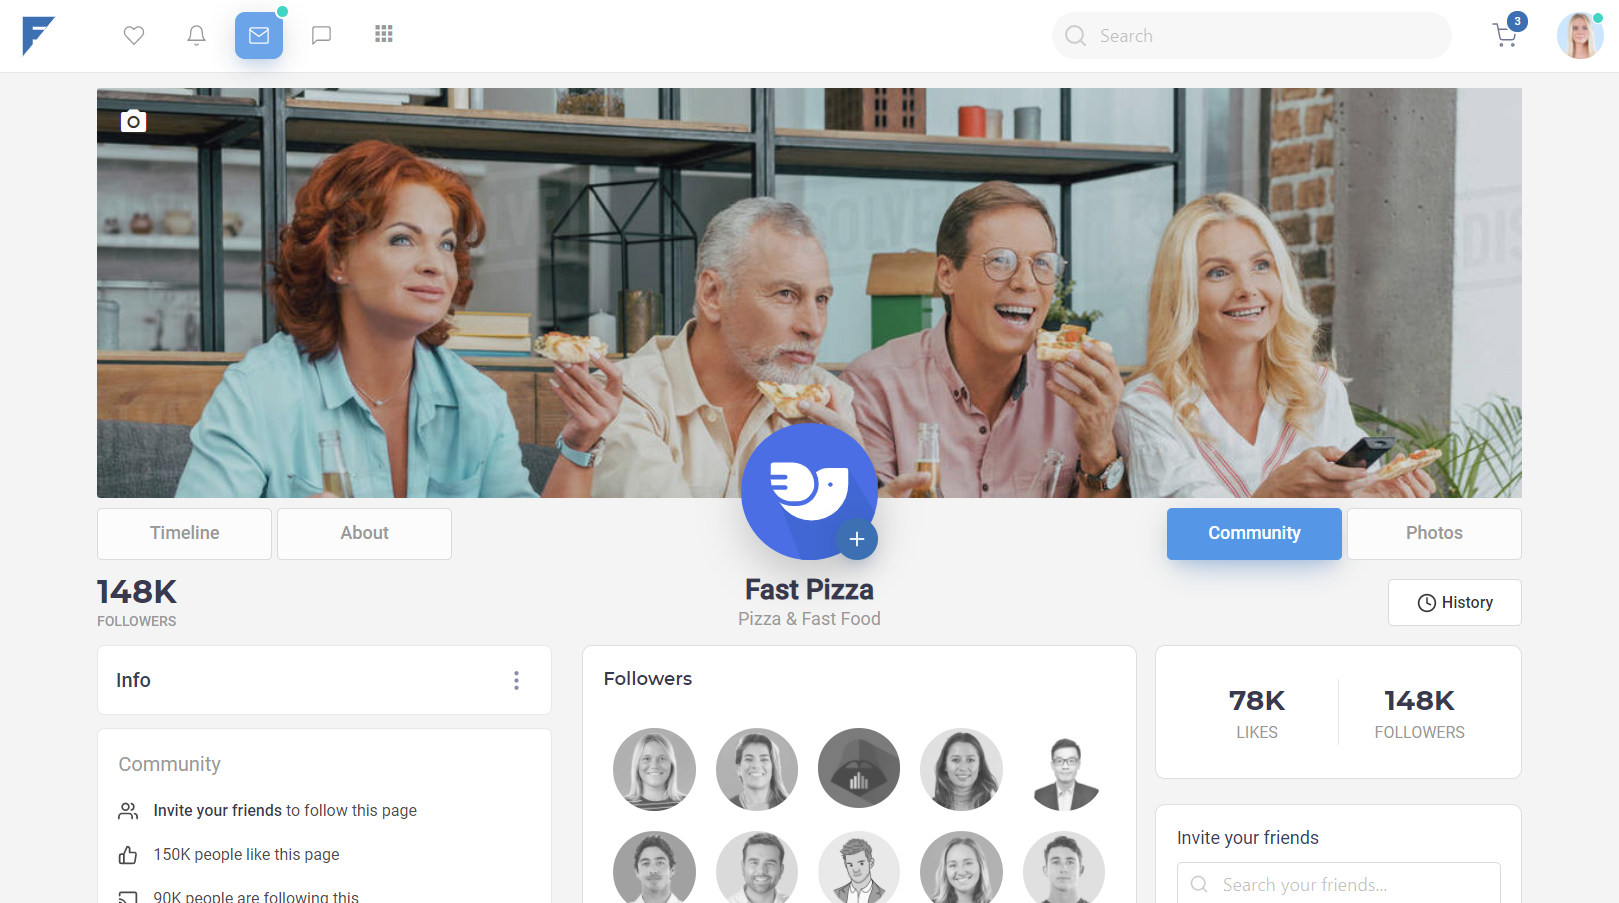 Search
3
Timeline
About
Community
Photos
148K
FOLLOWERS
Fast Pizza
Pizza & Fast Food
History
Info
Community
Invite your friends to follow this page
150K people like this page
90K people are following this
Followers
78K
LIKES
148K
FOLLOWERS
Invite your friends
Search your friends...